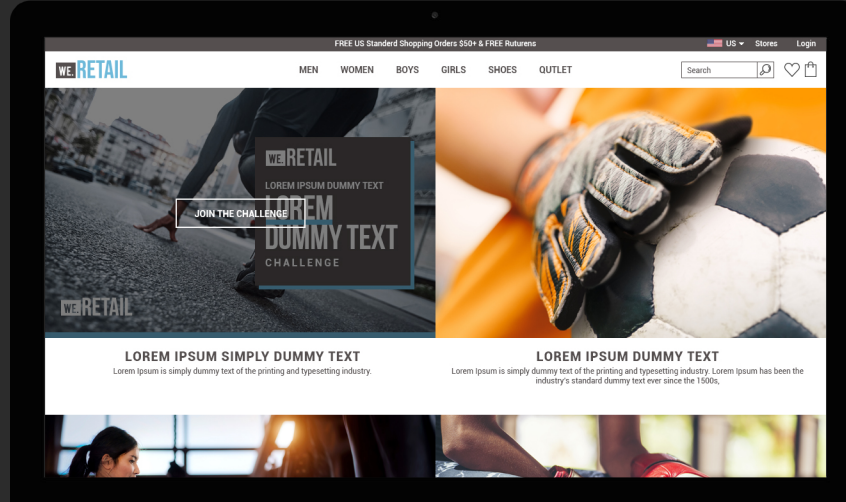 FREE US Standerd Shopping Orders $50+ & FREE Ruturens
US Stores Login
WE.RETAIL
MEN WOMEN BOYS GIRLS SHOES QUTLET
Search
WE.RETAIL
LOREM IPSUM DUMMY TEXT
LOREM
JOIN THE CHALLENGE
DUMMY TEXT
CHALLENGE
WE.RETAIL
LOREM IPSUM SIMPLY DUMMY TEXT
Lorem Ipsum is simply dummy text of the printing and typesetting industry.
LOREM IPSUM DUMMY TEXT
Lorem Ipsum is simply dummy text of the printing and typesetting industry. Lorem Ipsum has been the
industry's standard dummy text ever since the 1500s,